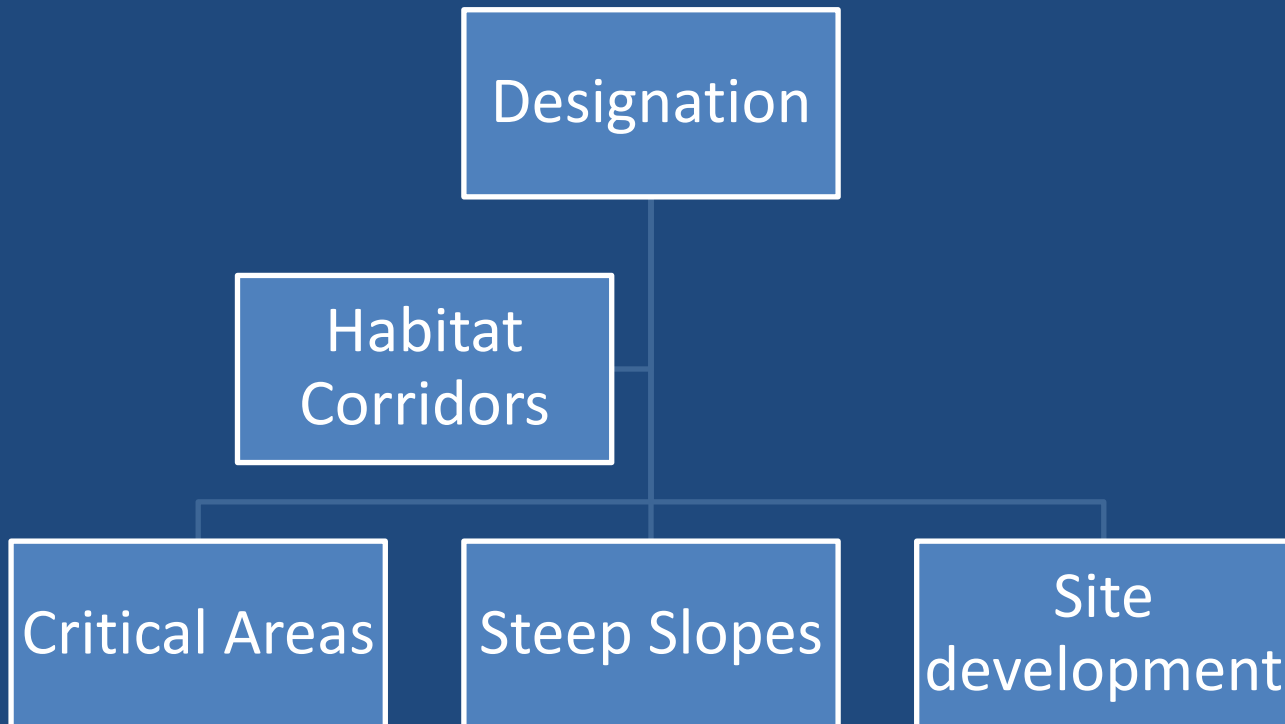 Designation
Habitat
Corridors
Critical Areas
Steep Slopes
Site
development